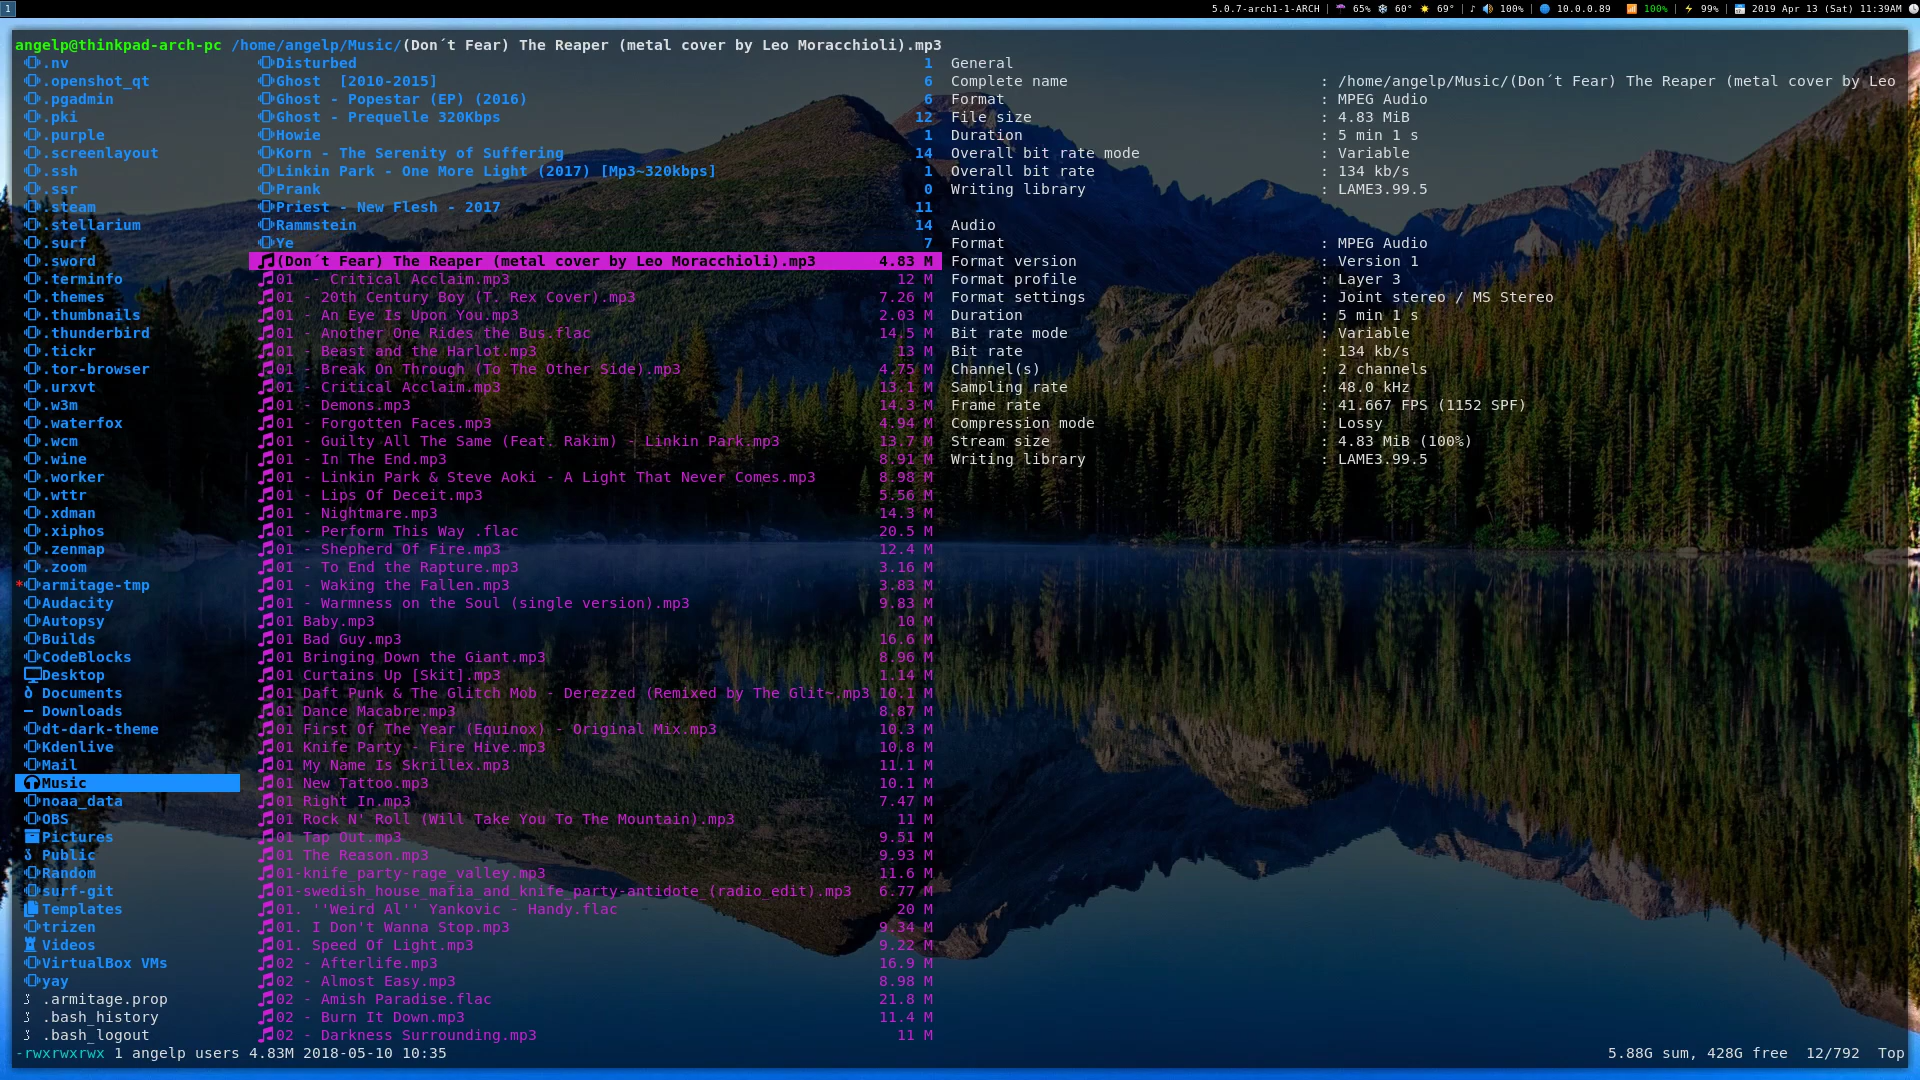 1
5.0.7-arch1-1-ARCH | 65% 60° 69° | 100% | 10.0.0.89 100% | 99% | 2019 Apr 13 (Sat) 11:39AM
angelp@thinkpad-arch-pc /home/angelp/Music/(Don´t Fear) The Reaper (metal cover by Leo Moracchioli).mp3
.nv Disturbed 1 General
.openshot_qt Ghost  [2010-2015] 6 Complete name : /home/angelp/Music/(Don´t Fear) The Reaper (metal cover by Leo
.pgadmin Ghost - Popestar (EP) (2016) 6 Format : MPEG Audio
.pki Ghost - Prequelle 320Kbps 12 File size : 4.83 MiB
.purple Howie 1 Duration : 5 min 1 s
.screenlayout Korn - The Serenity of Suffering 14 Overall bit rate mode : Variable
.ssh Linkin Park - One More Light (2017) [Mp3~320kbps] 1 Overall bit rate : 134 kb/s
.ssr Prank 0 Writing library : LAME3.99.5
.steam Priest - New Flesh - 2017 11
.stellarium Rammstein 14 Audio
.surf Ye 7 Format : MPEG Audio
.sword (Don´t Fear) The Reaper (metal cover by Leo Moracchioli).mp3 4.83 M Format version : Version 1
.terminfo 01  - Critical Acclaim.mp3 12 M Format profile : Layer 3
.themes 01 - 20th Century Boy (T. Rex Cover).mp3 7.26 M Format settings : Joint stereo / MS Stereo
.thumbnails 01 - An Eye Is Upon You.mp3 2.03 M Duration : 5 min 1 s
.thunderbird 01 - Another One Rides the Bus.flac 14.5 M Bit rate mode : Variable
.tickr 01 - Beast and the Harlot.mp3 13 M Bit rate : 134 kb/s
.tor-browser 01 - Break On Through (To The Other Side).mp3 4.75 M Channel(s) : 2 channels
.urxvt 01 - Critical Acclaim.mp3 13.1 M Sampling rate : 48.0 kHz
.w3m 01 - Demons.mp3 14.3 M Frame rate : 41.667 FPS (1152 SPF)
.waterfox 01 - Forgotten Faces.mp3 4.94 M Compression mode : Lossy
.wcm 01 - Guilty All The Same (Feat. Rakim) - Linkin Park.mp3 13.7 M Stream size : 4.83 MiB (100%)
.wine 01 - In The End.mp3 8.91 M Writing library : LAME3.99.5
.worker 01 - Linkin Park & Steve Aoki - A Light That Never Comes.mp3 8.98 M
.wttr 01 - Lips Of Deceit.mp3 5.56 M
.xdman 01 - Nightmare.mp3 14.3 M
.xiphos 01 - Perform This Way .flac 20.5 M
.zenmap 01 - Shepherd Of Fire.mp3 12.4 M
.zoom 01 - To End the Rapture.mp3 3.16 M
*armitage-tmp 01 - Waking the Fallen.mp3 3.83 M
Audacity 01 - Warmness on the Soul (single version).mp3 9.83 M
Autopsy 01 Baby.mp3 10 M
Builds 01 Bad Guy.mp3 16.6 M
CodeBlocks 01 Bringing Down the Giant.mp3 8.96 M
Desktop 01 Curtains Up [Skit].mp3 1.14 M
Documents 01 Daft Punk & The Glitch Mob - Derezzed (Remixed by The Glit~.mp3 10.1 M
Downloads 01 Dance Macabre.mp3 8.87 M
dt-dark-theme 01 First Of The Year (Equinox) - Original Mix.mp3 10.3 M
Kdenlive 01 Knife Party - Fire Hive.mp3 10.8 M
Mail 01 My Name Is Skrillex.mp3 11.1 M
Music 01 New Tattoo.mp3 10.1 M
noaa_data 01 Right In.mp3 7.47 M
OBS 01 Rock N' Roll (Will Take You To The Mountain).mp3 11 M
Pictures 01 Tap Out.mp3 9.51 M
Public 01 The Reason.mp3 9.93 M
Random 01-knife_party-rage_valley.mp3 11.6 M
surf-git 01-swedish_house_mafia_and_knife_party-antidote_(radio_edit).mp3 6.77 M
Templates 01. ''Weird Al'' Yankovic - Handy.flac 20 M
trizen 01. I Don't Wanna Stop.mp3 9.34 M
Videos 01. Speed Of Light.mp3 9.22 M
VirtualBox VMs 02 - Afterlife.mp3 16.9 M
yay 02 - Almost Easy.mp3 8.98 M
.armitage.prop 02 - Amish Paradise.flac 21.8 M
.bash_history 02 - Burn It Down.mp3 11.4 M
.bash_logout 02 - Darkness Surrounding.mp3 11 M
-rwxrwxrwx 1 angelp users 4.83M 2018-05-10 10:35 5.88G sum, 428G free  12/792  Top